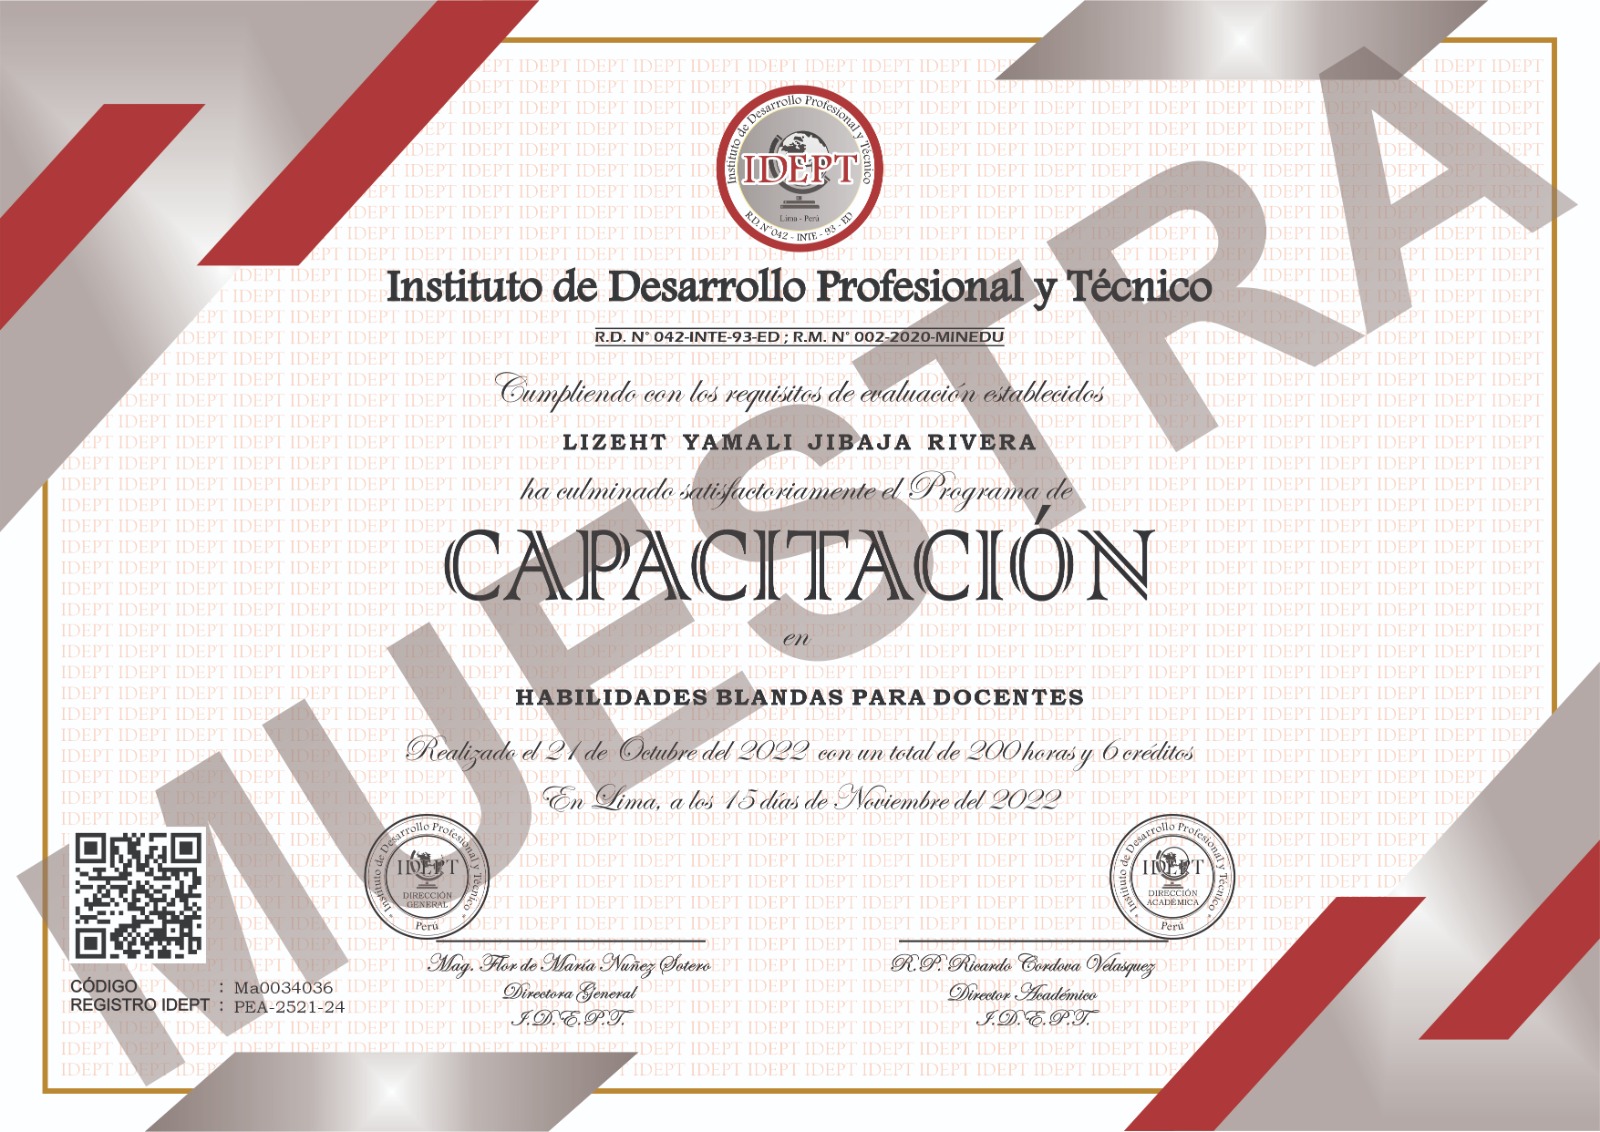 Instituto de Desarrollo Profesional y Técnico
IDEPT
Lima - Perú
R.D. N°042 - INTE - 93 - ED
Instituto de Desarrollo Profesional y Técnico
R.D. N° 042-INTE-93-ED ; R.M. N° 002-2020-MINEDU
Cumpliendo con los requisitos de evaluación establecidos
LIZEHT YAMALI JIBAJA RIVERA
ha culminado satisfactoriamente el Programa de
CAPACITACIÓN
en
HABILIDADES BLANDAS PARA DOCENTES
Realizado el 21 de Octubre del 2022 con un total de 200 horas y 6 créditos
En Lima, a los 15 días de Noviembre del 2022
MUESTRA
Instituto de Desarrollo Profesional y Técnico
IDEPT
DIRECCIÓN
GENERAL
Perú
Instituto de Desarrollo Profesional y Técnico
IDEPT
DIRECCIÓN
ACADÉMICA
Perú
Mag. Flor de María Nuñez Sotero
Directora General
I.D.E.P.T.
R.P. Ricardo Cordova Velasquez
Director Académico
I.D.E.P.T.
CÓDIGO : Ma0034036
REGISTRO IDEPT : PEA-2521-24